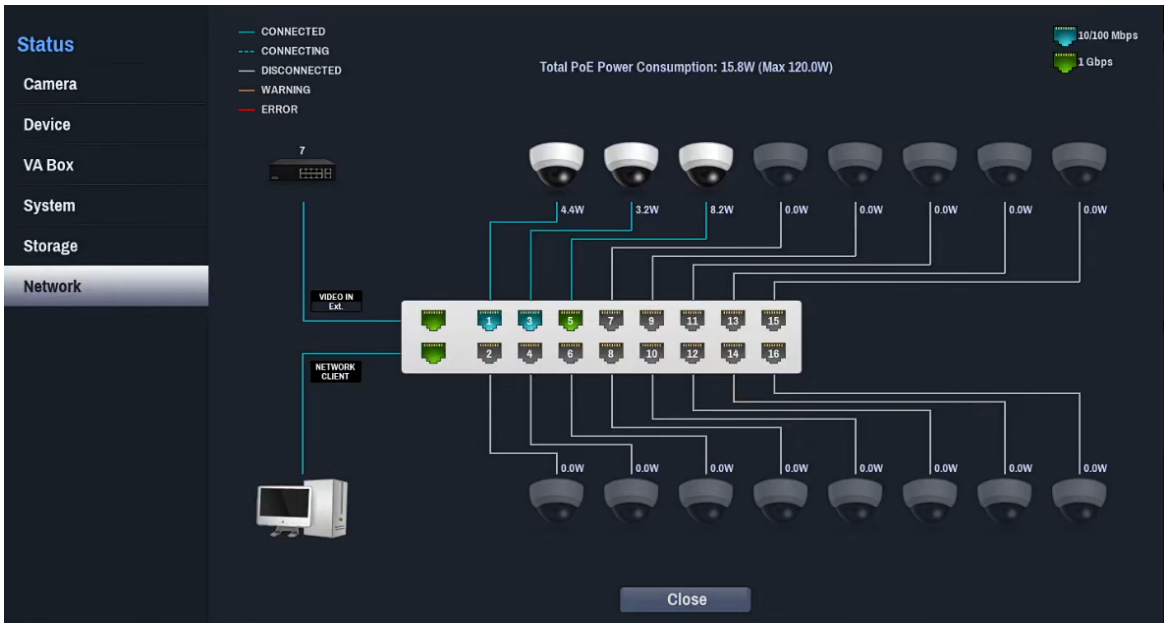 Status
Camera
Device
VA Box
System
Storage
Network
CONNECTED
CONNECTING
DISCONNECTED
WARNING
ERROR
Total PoE Power Consumption: 15.8W (Max 120.0W)
10/100 Mbps
1 Gbps
7
4.4W 3.2W 8.2W 0.0W 0.0W 0.0W 0.0W 0.0W
VIDEO IN
Ext.
1 3 5 7 9 11 13 15
2 4 6 8 10 12 14 16
NETWORK
CLIENT
0.0W 0.0W 0.0W 0.0W 0.0W 0.0W 0.0W 0.0W
Close